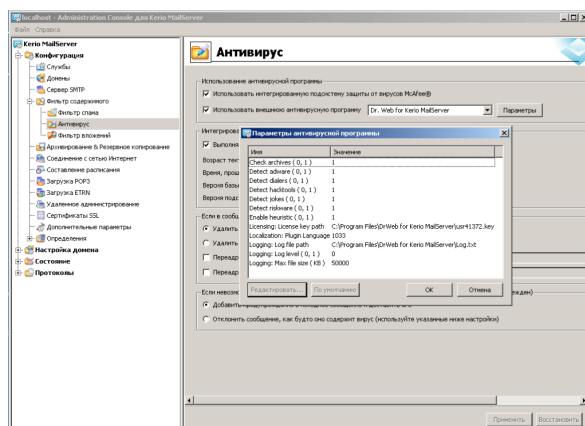 localhost - Administration Console для Kerio MailServer
Файл Справка
Kerio MailServer
Конфигурация
Службы
Домены
Сервер SMTP
Фильтр содержимого
Фильтр спама
Антивирус
Фильтр вложений
Архивирование & Резервное копирование
Соединение с сетью Интернет
Составление расписания
Загрузка POP3
Загрузка ETRN
Удаленное администрирование
Сертификаты SSL
Дополнительные параметры
Определения
Настройка домена
Состояние
Протоколы
Антивирус
Использование антивирусной программы
Использовать интегрированную подсистему защиты от вирусов McAfee®
Использовать внешнюю антивирусную программу Dr. Web for Kerio MailServer Параметры
Интегрирова
Выполня
Возраст тек
Время, прош
Версия базы
Версия подс
Если в сообщ
Удалить
Удалить
Переадр
Переадр
Если невозмо
ежден)
Отклонить сообщение, как будто оно содержит вирус (используйте указанные ниже настройки)
Параметры антивирусной программы
Имя Значение
Check archives ( 0, 1 ) 1
Detect adware ( 0, 1 ) 1
Detect dialers ( 0, 1 ) 1
Detect hacktools ( 0, 1 ) 1
Detect jokes ( 0, 1 ) 1
Detect riskware ( 0, 1 ) 1
Enable heuristic ( 0, 1 ) 1
Licensing: License key path C:\Program Files\DrWeb for Kerio MailServer\usr41372.key
Localization: Plugin Language 1033
Logging: Log file path C:\Program Files\DrWeb for Kerio MailServer\Log.txt
Logging: Log level ( 0, 1 ) 0
Logging: Max file size ( KB ) 50000
Редактировать... По умолчанию OK Отмена
Применить Восстановить